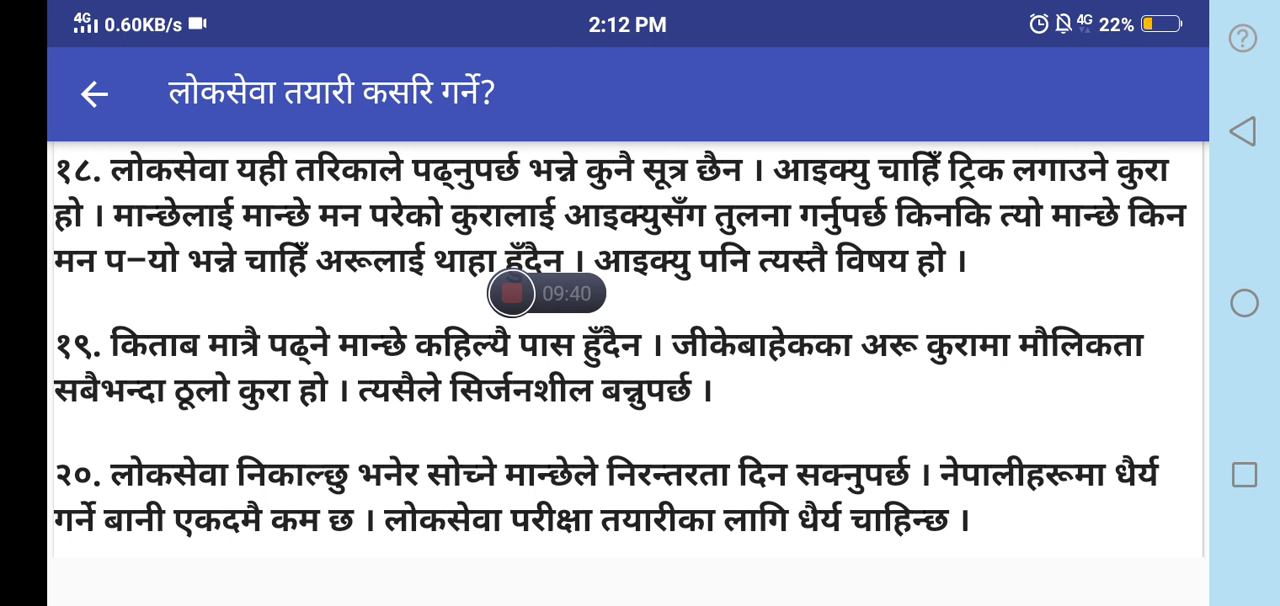 4G 0.60KB/s 2:12 PM 4G 22%
लोकसेवा तयारी कसरि गर्ने?
१८. लोकसेवा यही तरिकाले पढ्नुपर्छ भन्ने कुनै सूत्र छैन । आइक्यु चाहिँ ट्रिक लगाउने कुरा
हो । मान्छेलाई मान्छे मन परेको कुरालाई आइक्युसँग तुलना गर्नुपर्छ किनकि त्यो मान्छे किन
मन प–यो भन्ने चाहिँ अरूलाई थाहा हुँदैन । आइक्यु पनि त्यस्तै विषय हो ।
09:40
१९. किताब मात्रै पढ्ने मान्छे कहिल्यै पास हुँदैन । जीकेबाहेकका अरू कुरामा मौलिकता
सबैभन्दा ठूलो कुरा हो । त्यसैले सिर्जनशील बन्नुपर्छ ।
२०. लोकसेवा निकाल्छु भनेर सोच्ने मान्छेले निरन्तरता दिन सक्नुपर्छ । नेपालीहरूमा धैर्य
गर्ने बानी एकदमै कम छ । लोकसेवा परीक्षा तयारीका लागि धैर्य चाहिन्छ ।